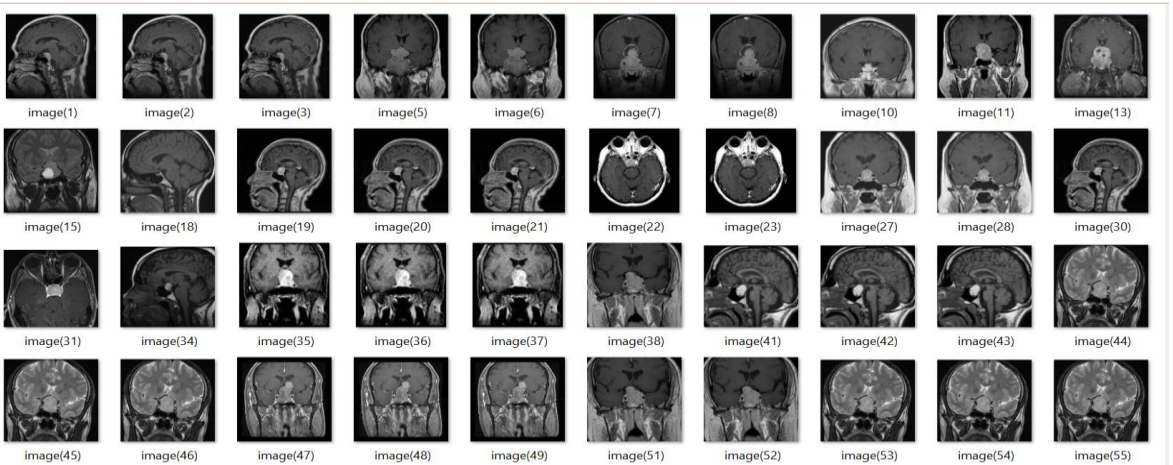 image(1) image(2) image(3) image(5) image(6) image(7) image(8) image(10) image(11) image(13)
image(15) image(18) image(19) image(20) image(21) image(22) image(23) image(27) image(28) image(30)
image(31) image(34) image(35) image(36) image(37) image(38) image(41) image(42) image(43) image(44)
image(45) image(46) image(47) image(48) image(49) image(51) image(52) image(53) image(54) image(55)